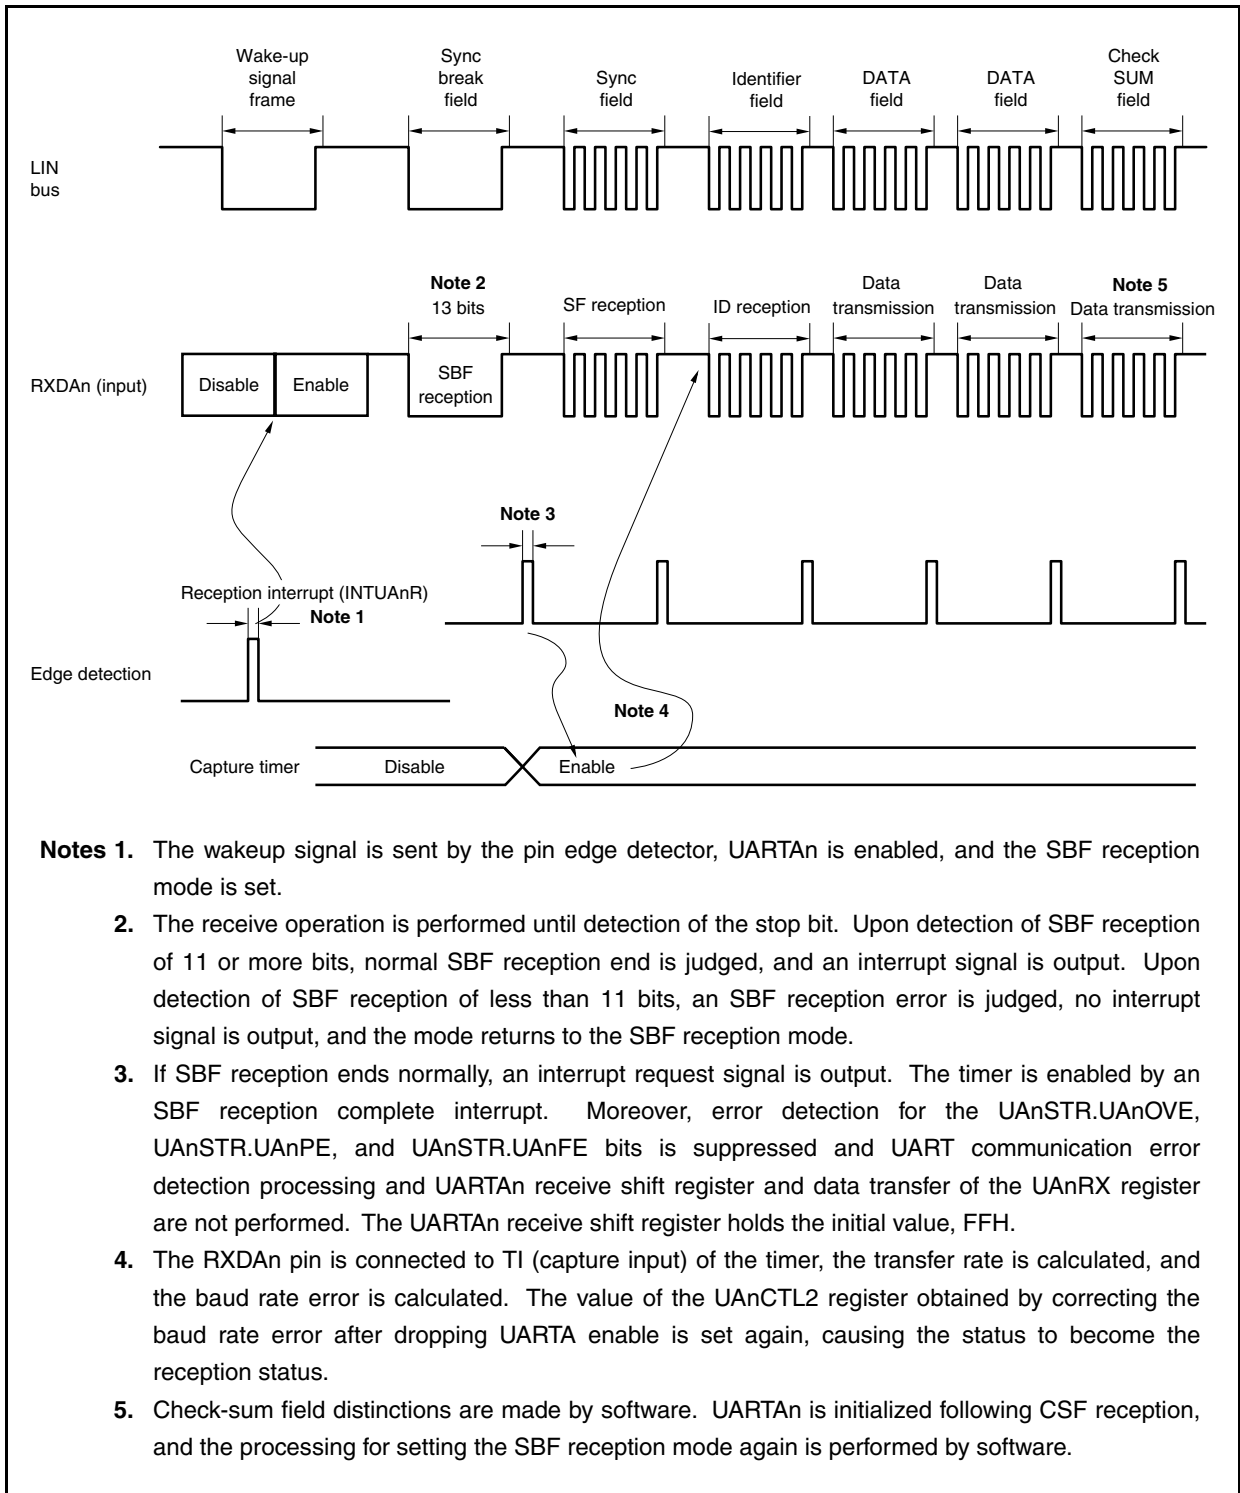 Wake-up
signal
frame
Sync
break
field
Sync
field
Identifier
field
DATA
field
DATA
field
Check
SUM
field
LIN
bus
Note 2
13 bits
SF reception
ID reception
Data
transmission
Data
transmission
Note 5
Data transmission
RXDAn (input)
Disable
Enable
SBF
reception
Note 3
Reception interrupt (INTUAnR)
Note 1
Edge detection
Note 4
Capture timer
Disable
Enable
Notes 1. The wakeup signal is sent by the pin edge detector, UARTAn is enabled, and the SBF reception
mode is set.
2. The receive operation is performed until detection of the stop bit. Upon detection of SBF reception
of 11 or more bits, normal SBF reception end is judged, and an interrupt signal is output. Upon
detection of SBF reception of less than 11 bits, an SBF reception error is judged, no interrupt
signal is output, and the mode returns to the SBF reception mode.
3. If SBF reception ends normally, an interrupt request signal is output. The timer is enabled by an
SBF reception complete interrupt. Moreover, error detection for the UAnSTR.UAnOVE,
UAnSTR.UAnPE, and UAnSTR.UAnFE bits is suppressed and UART communication error
detection processing and UARTAn receive shift register and data transfer of the UAnRX register
are not performed. The UARTAn receive shift register holds the initial value, FFH.
4. The RXDAn pin is connected to TI (capture input) of the timer, the transfer rate is calculated, and
the baud rate error is calculated. The value of the UAnCTL2 register obtained by correcting the
baud rate error after dropping UARTA enable is set again, causing the status to become the
reception status.
5. Check-sum field distinctions are made by software. UARTAn is initialized following CSF reception,
and the processing for setting the SBF reception mode again is performed by software.